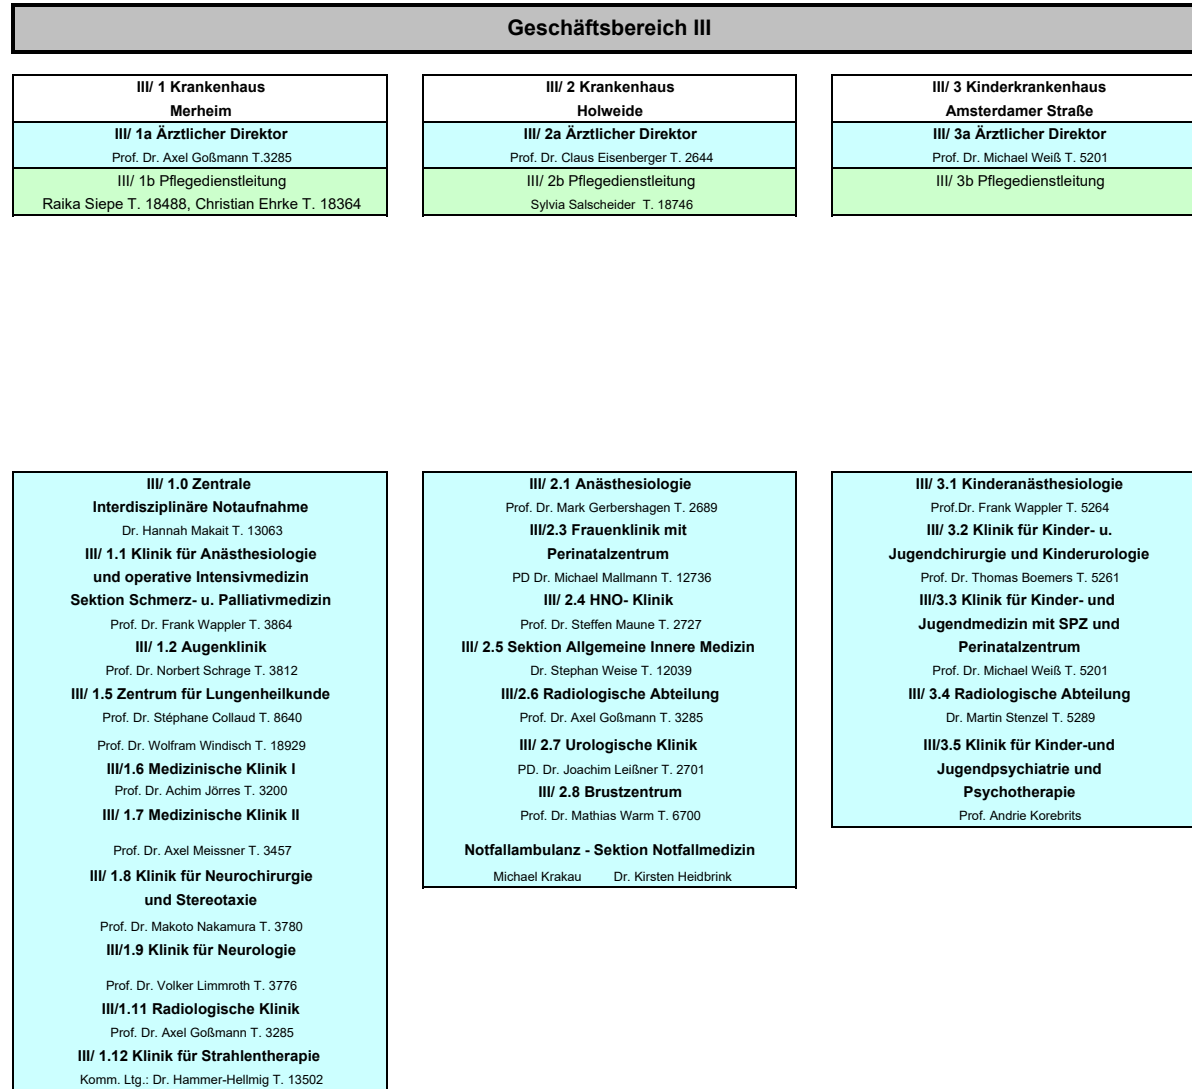 Geschäftsbereich III
III/ 1 Krankenhaus
Merheim
III/ 1a Ärztlicher Direktor
Prof. Dr. Axel Goßmann T.3285
III/ 1b Pflegedienstleitung
Raika Siepe T. 18488, Christian Ehrke T. 18364
III/ 2 Krankenhaus
Holweide
III/ 2a Ärztlicher Direktor
Prof. Dr. Claus Eisenberger T. 2644
III/ 2b Pflegedienstleitung
Sylvia Salscheider T. 18746
III/ 3 Kinderkrankenhaus
Amsterdamer Straße
III/ 3a Ärztlicher Direktor
Prof. Dr. Michael Weiß T. 5201
III/ 3b Pflegedienstleitung
III/ 1.0 Zentrale
Interdisziplinäre Notaufnahme
Dr. Hannah Makait T. 13063
III/ 1.1 Klinik für Anästhesiologie
und operative Intensivmedizin
Sektion Schmerz- u. Palliativmedizin
Prof. Dr. Frank Wappler T. 3864
III/ 1.2 Augenklinik
Prof. Dr. Norbert Schrage T. 3812
III/ 1.5 Zentrum für Lungenheilkunde
Prof. Dr. Stéphane Collaud T. 8640
Prof. Dr. Wolfram Windisch T. 18929
III/1.6 Medizinische Klinik I
Prof. Dr. Achim Jörres T. 3200
III/ 1.7 Medizinische Klinik II
Prof. Dr. Axel Meissner T. 3457
III/ 1.8 Klinik für Neurochirurgie
und Stereotaxie
Prof. Dr. Makoto Nakamura T. 3780
III/1.9 Klinik für Neurologie
Prof. Dr. Volker Limmroth T. 3776
III/1.11 Radiologische Klinik
Prof. Dr. Axel Goßmann T. 3285
III/ 1.12 Klinik für Strahlentherapie
Komm. Ltg.: Dr. Hammer-Hellmig T. 13502
III/ 2.1 Anästhesiologie
Prof. Dr. Mark Gerbershagen T. 2689
III/2.3 Frauenklinik mit
Perinatalzentrum
PD Dr. Michael Mallmann T. 12736
III/ 2.4 HNO- Klinik
Prof. Dr. Steffen Maune T. 2727
III/ 2.5 Sektion Allgemeine Innere Medizin
Dr. Stephan Weise T. 12039
III/2.6 Radiologische Abteilung
Prof. Dr. Axel Goßmann T. 3285
III/ 2.7 Urologische Klinik
PD. Dr. Joachim Leißner T. 2701
III/ 2.8 Brustzentrum
Prof. Dr. Mathias Warm T. 6700
Notfallambulanz - Sektion Notfallmedizin
Michael Krakau Dr. Kirsten Heidbrink
III/ 3.1 Kinderanästhesiologie
Prof.Dr. Frank Wappler T. 5264
III/ 3.2 Klinik für Kinder- u.
Jugendchirurgie und Kinderurologie
Prof. Dr. Thomas Boemers T. 5261
III/3.3 Klinik für Kinder- und
Jugendmedizin mit SPZ und
Perinatalzentrum
Prof. Dr. Michael Weiß T. 5201
III/ 3.4 Radiologische Abteilung
Dr. Martin Stenzel T. 5289
III/3.5 Klinik für Kinder-und
Jugendpsychiatrie und
Psychotherapie
Prof. Andrie Korebrits